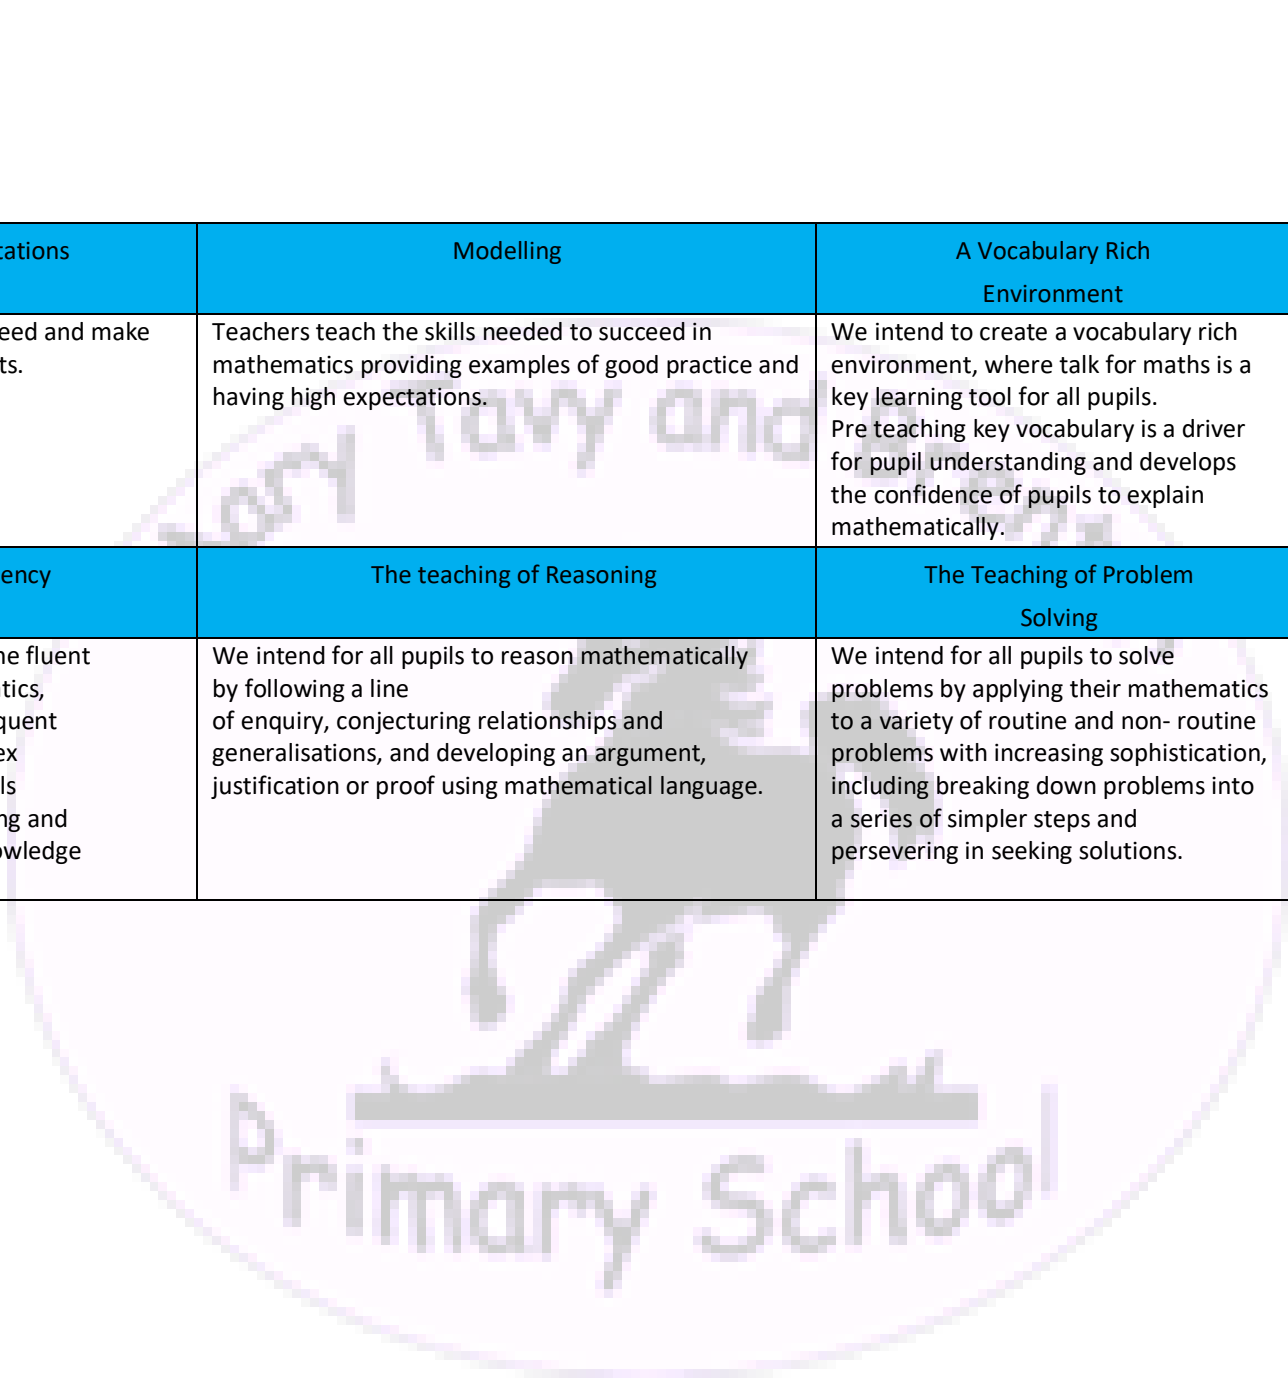 tations
Modelling
A Vocabulary Rich
Environment
eed and make
ts.
Teachers teach the skills needed to succeed in
mathematics providing examples of good practice and
having high expectations.
We intend to create a vocabulary rich
environment, where talk for maths is a
key learning tool for all pupils.
Pre teaching key vocabulary is a driver
for pupil understanding and develops
the confidence of pupils to explain
mathematically.
ency
The teaching of Reasoning
The Teaching of Problem
Solving
ne fluent
tics,
quent
ex
ls
ng and
owledge
We intend for all pupils to reason mathematically
by following a line
of enquiry, conjecturing relationships and
generalisations, and developing an argument,
justification or proof using mathematical language.
We intend for all pupils to solve
problems by applying their mathematics
to a variety of routine and non- routine
problems with increasing sophistication,
including breaking down problems into
a series of simpler steps and
persevering in seeking solutions.
ary Tavy and Brent
Primary School